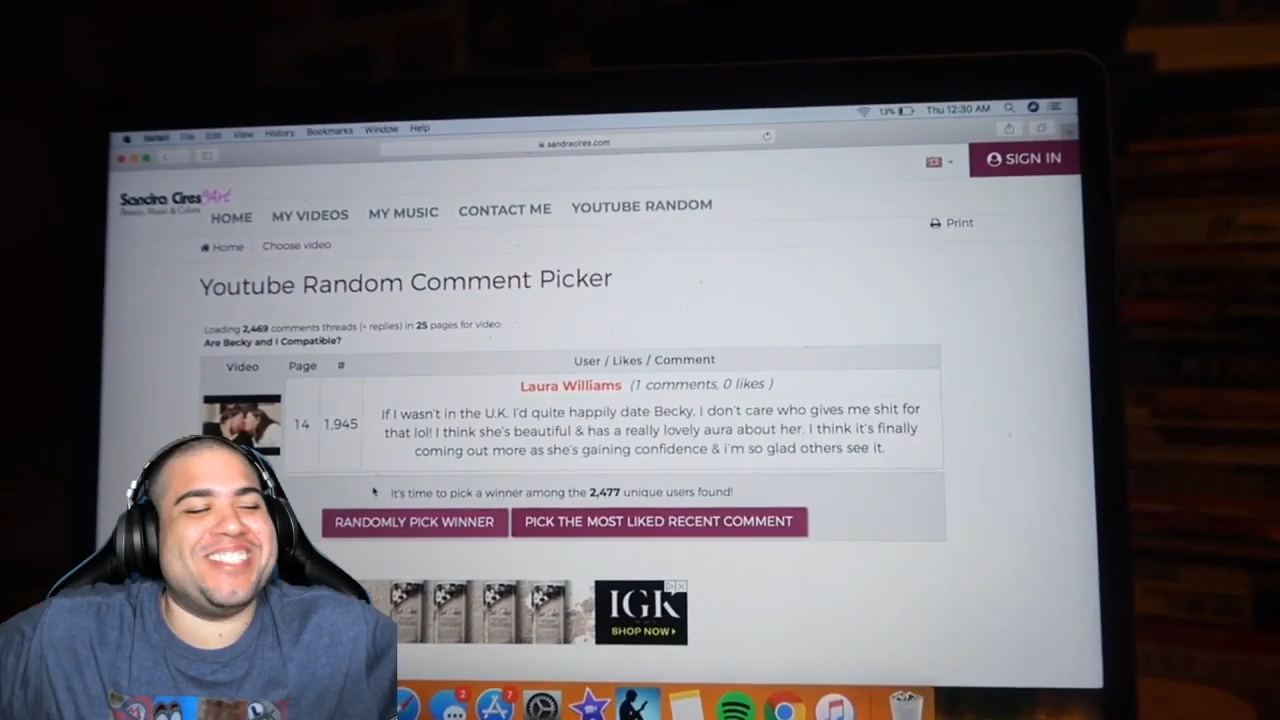 Safari File Edit View History Bookmarks Window Help 13% Thu 12:30 AM
sandracires.com
SIGN IN
Sandra Cires Art
Beauty, Music & Colors
HOME MY VIDEOS MY MUSIC CONTACT ME YOUTUBE RANDOM
Print
Home Choose video
Youtube Random Comment Picker
Loading 2,469 comments threads (+ replies) in 25 pages for video:
Are Becky and I Compatible?
Video Page # User / Likes / Comment
Laura Williams (1 comments, 0 likes )
14 1,945 If I wasn't in the U.K. I'd quite happily date Becky. I don't care who gives me shit for
that lol! I think she's beautiful & has a really lovely aura about her. I think it's finally
coming out more as she's gaining confidence & i'm so glad others see it.
It's time to pick a winner among the 2,477 unique users found!
RANDOMLY PICK WINNER PICK THE MOST LIKED RECENT COMMENT
IGK
SHOP NOW
2 7